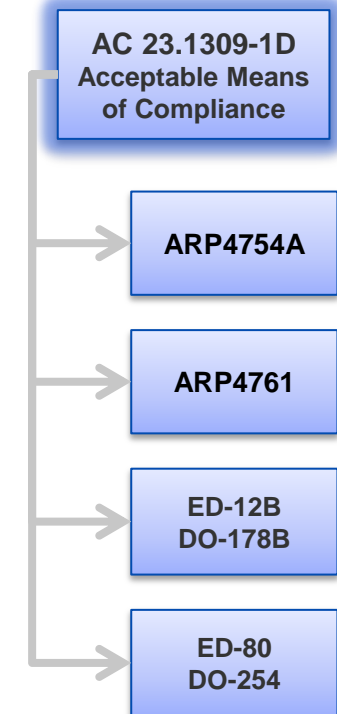 AC 23.1309-1D
Acceptable Means
of Compliance
ARP4754A
ARP4761
ED-12B
DO-178B
ED-80
DO-254